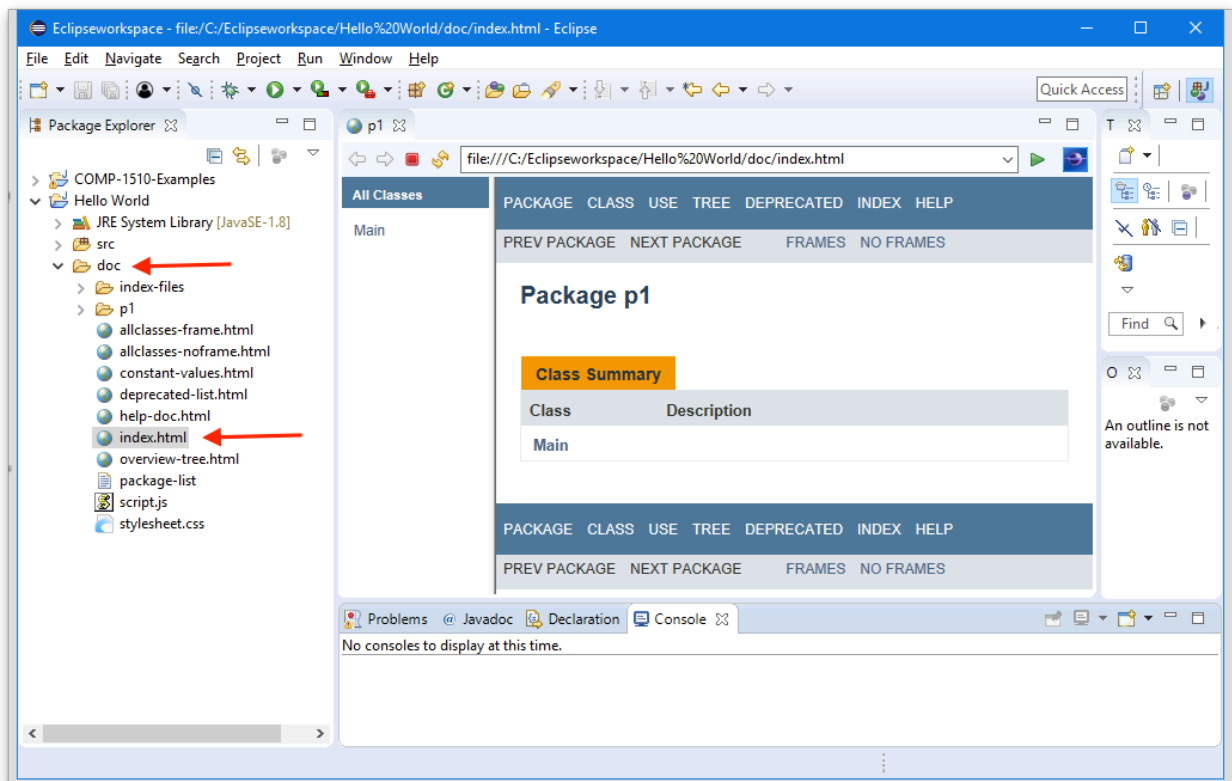 Eclipseworkspace - file:/C:/Eclipseworkspace/Hello%20World/doc/index.html - Eclipse
File Edit Navigate Search Project Run Window Help
Quick Access
Package Explorer
COMP-1510-Examples
Hello World
JRE System Library [JavaSE-1.8]
src
doc
index-files
p1
allclasses-frame.html
allclasses-noframe.html
constant-values.html
deprecated-list.html
help-doc.html
index.html
overview-tree.html
package-list
script.js
stylesheet.css
p1
file:///C:/Eclipseworkspace/Hello%20World/doc/index.html
All Classes
Main
PACKAGE CLASS USE TREE DEPRECATED INDEX HELP
PREV PACKAGE NEXT PACKAGE FRAMES NO FRAMES
Package p1
Class Summary
Class Description
Main
PACKAGE CLASS USE TREE DEPRECATED INDEX HELP
PREV PACKAGE NEXT PACKAGE FRAMES NO FRAMES
T
Find
O
An outline is not
available.
Problems @ Javadoc Declaration Console
No consoles to display at this time.